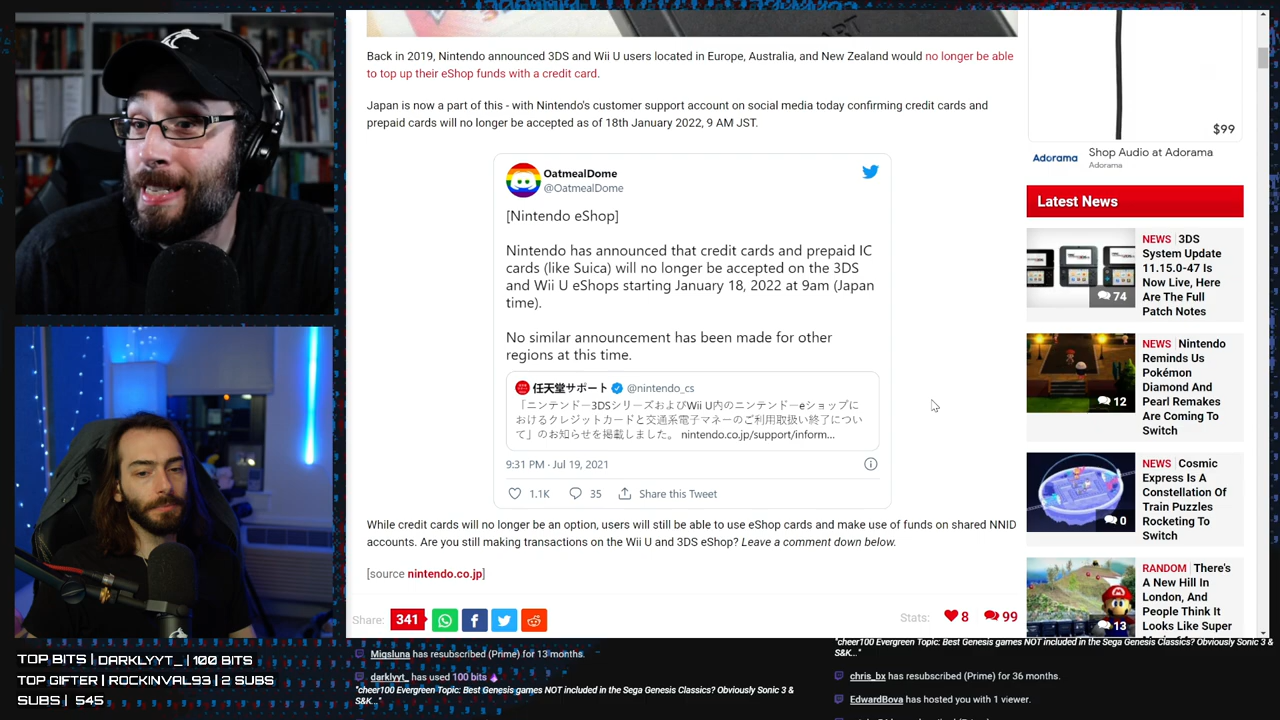 Back in 2019, Nintendo announced 3DS and Wii U users located in Europe, Australia, and New Zealand would no longer be able
to top up their eShop funds with a credit card.
Japan is now a part of this - with Nintendo's customer support account on social media today confirming credit cards and
prepaid cards will no longer be accepted as of 18th January 2022, 9 AM JST.
OatmealDome
@OatmealDome
[Nintendo eShop]
Nintendo has announced that credit cards and prepaid IC
cards (like Suica) will no longer be accepted on the 3DS
and Wii U eShops starting January 18, 2022 at 9am (Japan
time).
No similar announcement has been made for other
regions at this time.
任天堂サポート @nintendo_cs
「ニンテンドー3DSシリーズおよびWii U内のニンテンドーeショップに
おけるクレジットカードと交通系電子マネーのご利用取扱い終了につい
て」のお知らせを掲載しました。 nintendo.co.jp/support/inform...
9:31 PM · Jul 19, 2021
1.1K 35 Share this Tweet
While credit cards will no longer be an option, users will still be able to use eShop cards and make use of funds on shared NNID
accounts. Are you still making transactions on the Wii U and 3DS eShop? Leave a comment down below.
[source nintendo.co.jp]
Share: 341
Stats: 8 99
$99
Adorama
Shop Audio at Adorama
Adorama
Latest News
NEWS 3DS
System Update
11.15.0-47 Is
Now Live, Here
Are The Full
Patch Notes
74
NEWS Nintendo
Reminds Us
Pokémon
Diamond And
Pearl Remakes
Are Coming To
Switch
12
NEWS Cosmic
Express Is A
Constellation Of
Train Puzzles
Rocketing To
Switch
0
RANDOM There's
A New Hill In
London, And
People Think It
Looks Like Super
13
TOP BITS | DARKLYYT_ | 100 BITS
TOP GIFTER | ROCKINVAL93 | 2 SUBS
SUBS | 545
Migsluna has resubscribed (Prime) for 13 months.
darklyyt_ has used 100 bits
"cheer100 Evergreen Topic: Best Genesis games NOT included in the Sega Genesis Classics? Obviously Sonic 3 &
S&K..."
"cheer100 Evergreen Topic: Best Genesis games NOT included in the Sega Genesis Classics? Obviously Sonic 3 &
S&K..."
chris_bx has resubscribed (Prime) for 36 months.
EdwardBova has hosted you with 1 viewer.